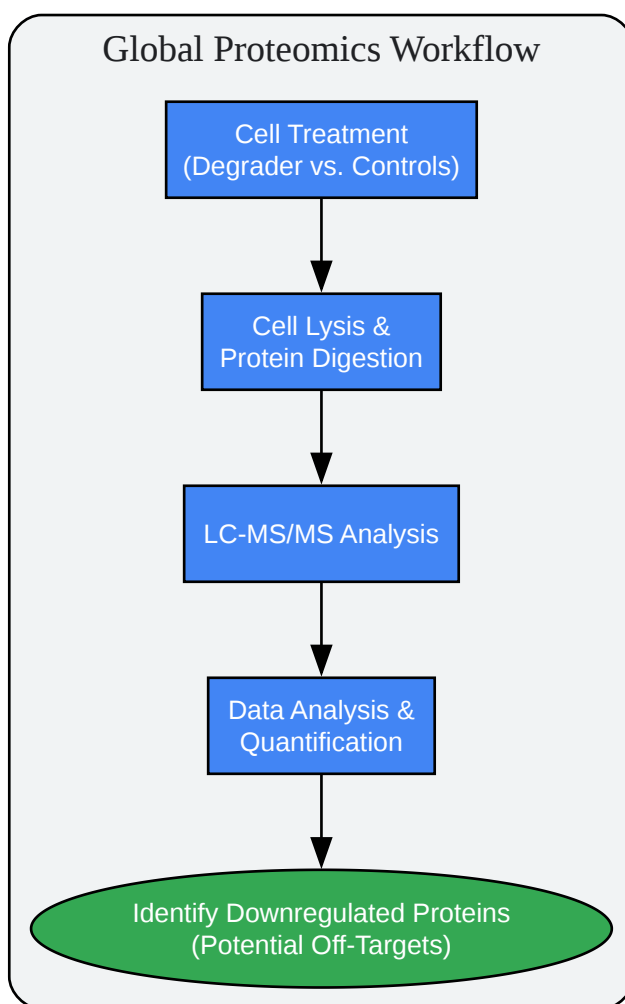 Global Proteomics Workflow
Cell Treatment
(Degrader vs. Controls)
Cell Lysis &
Protein Digestion
LC-MS/MS Analysis
Data Analysis &
Quantification
Identify Downregulated Proteins
(Potential Off-Targets)